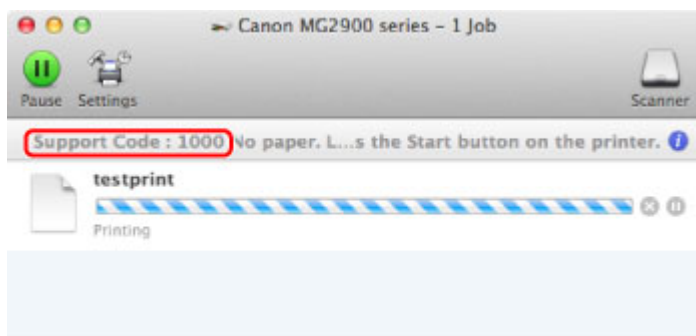 Canon MG2900 series – 1 Job
Pause Settings Scanner
Support Code : 1000 No paper. L...s the Start button on the printer.
testprint
Printing